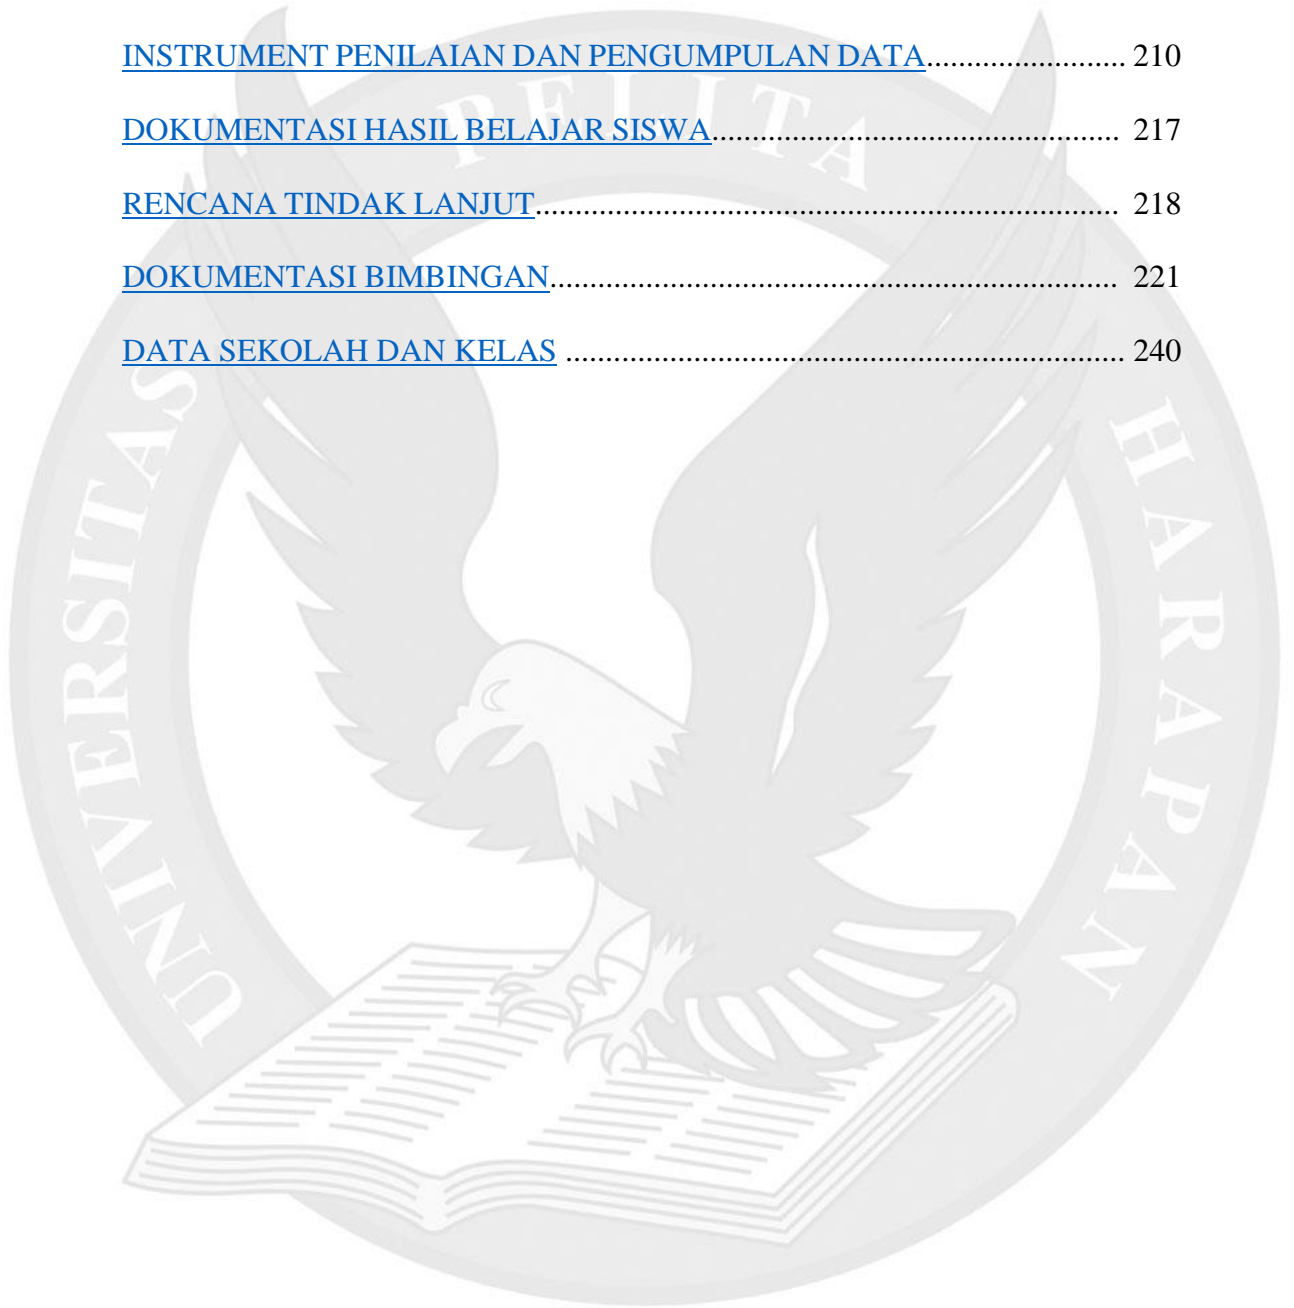 INSTRUMENT PENILAIAN DAN PENGUMPULAN DATA......................... 210
DOKUMENTASI HASIL BELAJAR SISWA................................................... 217
RENCANA TINDAK LANJUT......................................................................... 218
DOKUMENTASI BIMBINGAN....................................................................... 221
DATA SEKOLAH DAN KELAS ...................................................................... 240
UNIVERSITAS PELITA HARAPAN